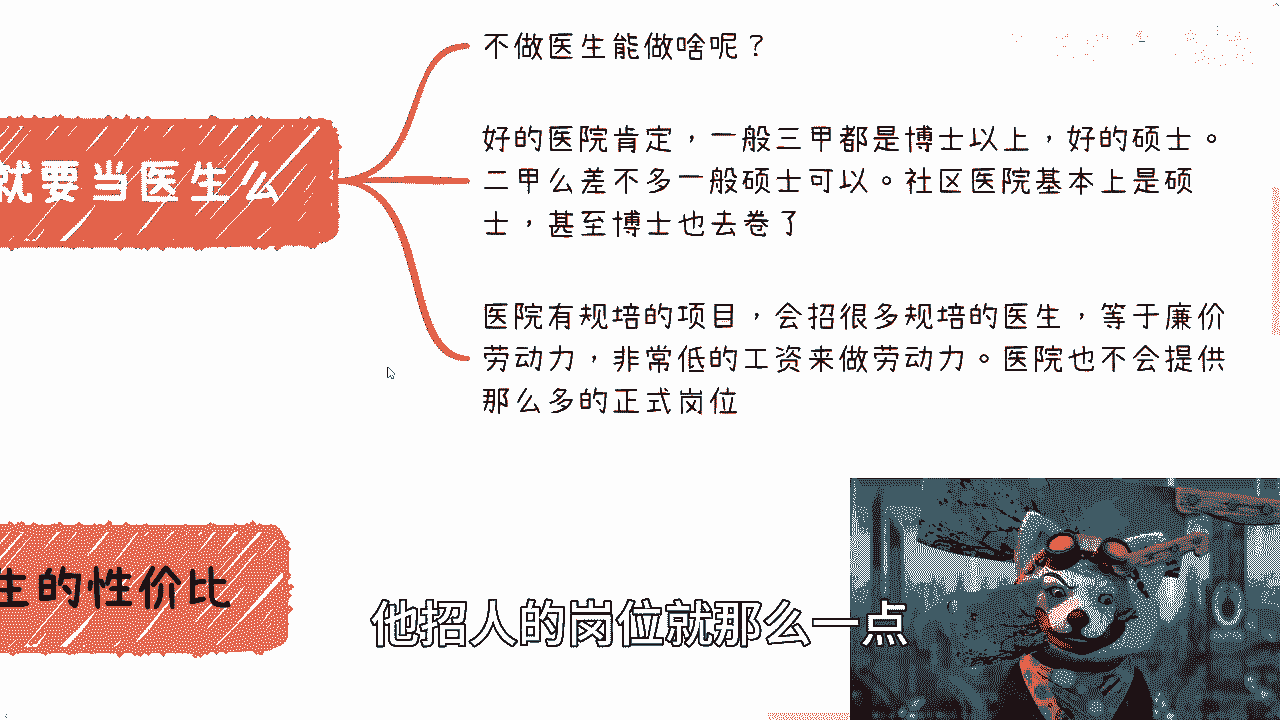 不做医生能做啥呢？
就要当医生么
好的医院肯定，一般三甲都是博士以上，好的硕士。
二甲么差不多一般硕士可以。社区医院基本上是硕
士，甚至博士也去卷了
医院有规培的项目，会招很多规培的医生，等于廉价
劳动力，非常低的工资来做劳动力。医院也不会提供
那么多的正式岗位
生的性价比
他招人的岗位就那么一点